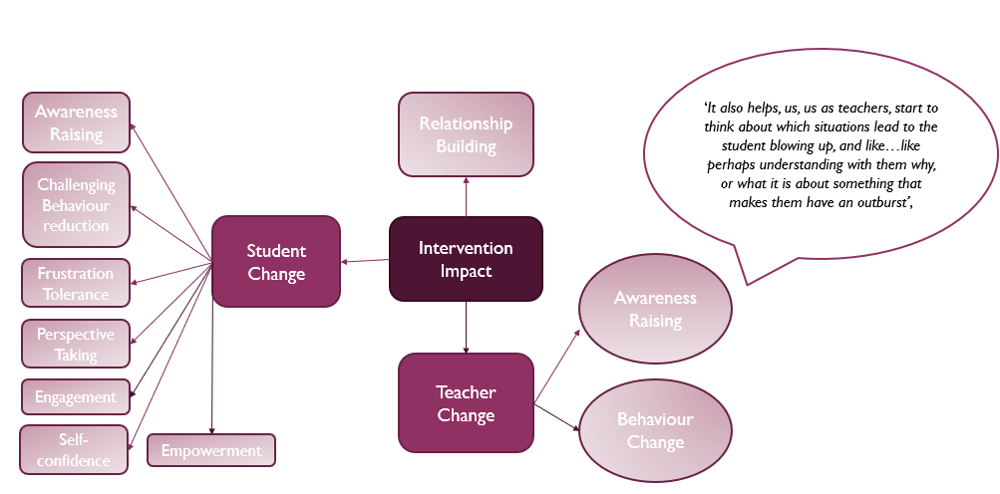 Awareness
Raising
Challenging
Behaviour
reduction
Frustration
Tolerance
Perspective
Taking
Engagement
Self-
confidence
Empowerment
Student
Change
Relationship
Building
Intervention
Impact
Teacher
Change
Awareness
Raising
Behaviour
Change
‘It also helps, us, us as teachers, start to
think about which situations lead to the
student blowing up, and like…like
perhaps understanding with them why,
or what it is about something that
makes them have an outburst’,